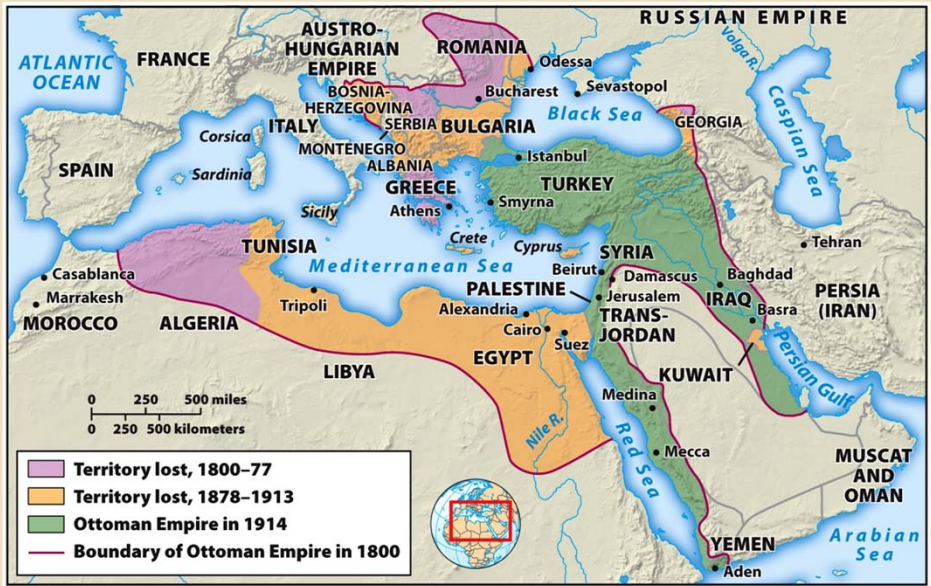 RUSSIAN EMPIRE
AUSTRO-
HUNGARIAN
EMPIRE
ROMANIA
FRANCE
ATLANTIC
OCEAN
Odessa
Volga R.
BOSNIA-
HERZEGOVINA
Bucharest
Sevastopol
Caspian Sea
Corsica
ITALY
SERBIA
BULGARIA
Black Sea
GEORGIA
MONTENEGRO
ALBANIA
Istanbul
SPAIN
Sardinia
GREECE
TURKEY
Smyrna
Sicily
Athens
Crete
Cyprus
TUNISIA
SYRIA
Tehran
Mediterranean Sea
Beirut
Damascus
Baghdad
Casablanca
PALESTINE
Jerusalem
IRAQ
PERSIA
(IRAN)
Marrakesh
Tripoli
Alexandria
TRANS-
JORDAN
Basra
MOROCCO
ALGERIA
Cairo
Suez
EGYPT
LIBYA
KUWAIT
Persian Gulf
Medina
Nile R.
Red Sea
Mecca
MUSCAT
AND
OMAN
YEMEN
Aden
Arabian
Sea
0 250 500 miles
0 250 500 kilometers
Territory lost, 1800–77
Territory lost, 1878–1913
Ottoman Empire in 1914
Boundary of Ottoman Empire in 1800